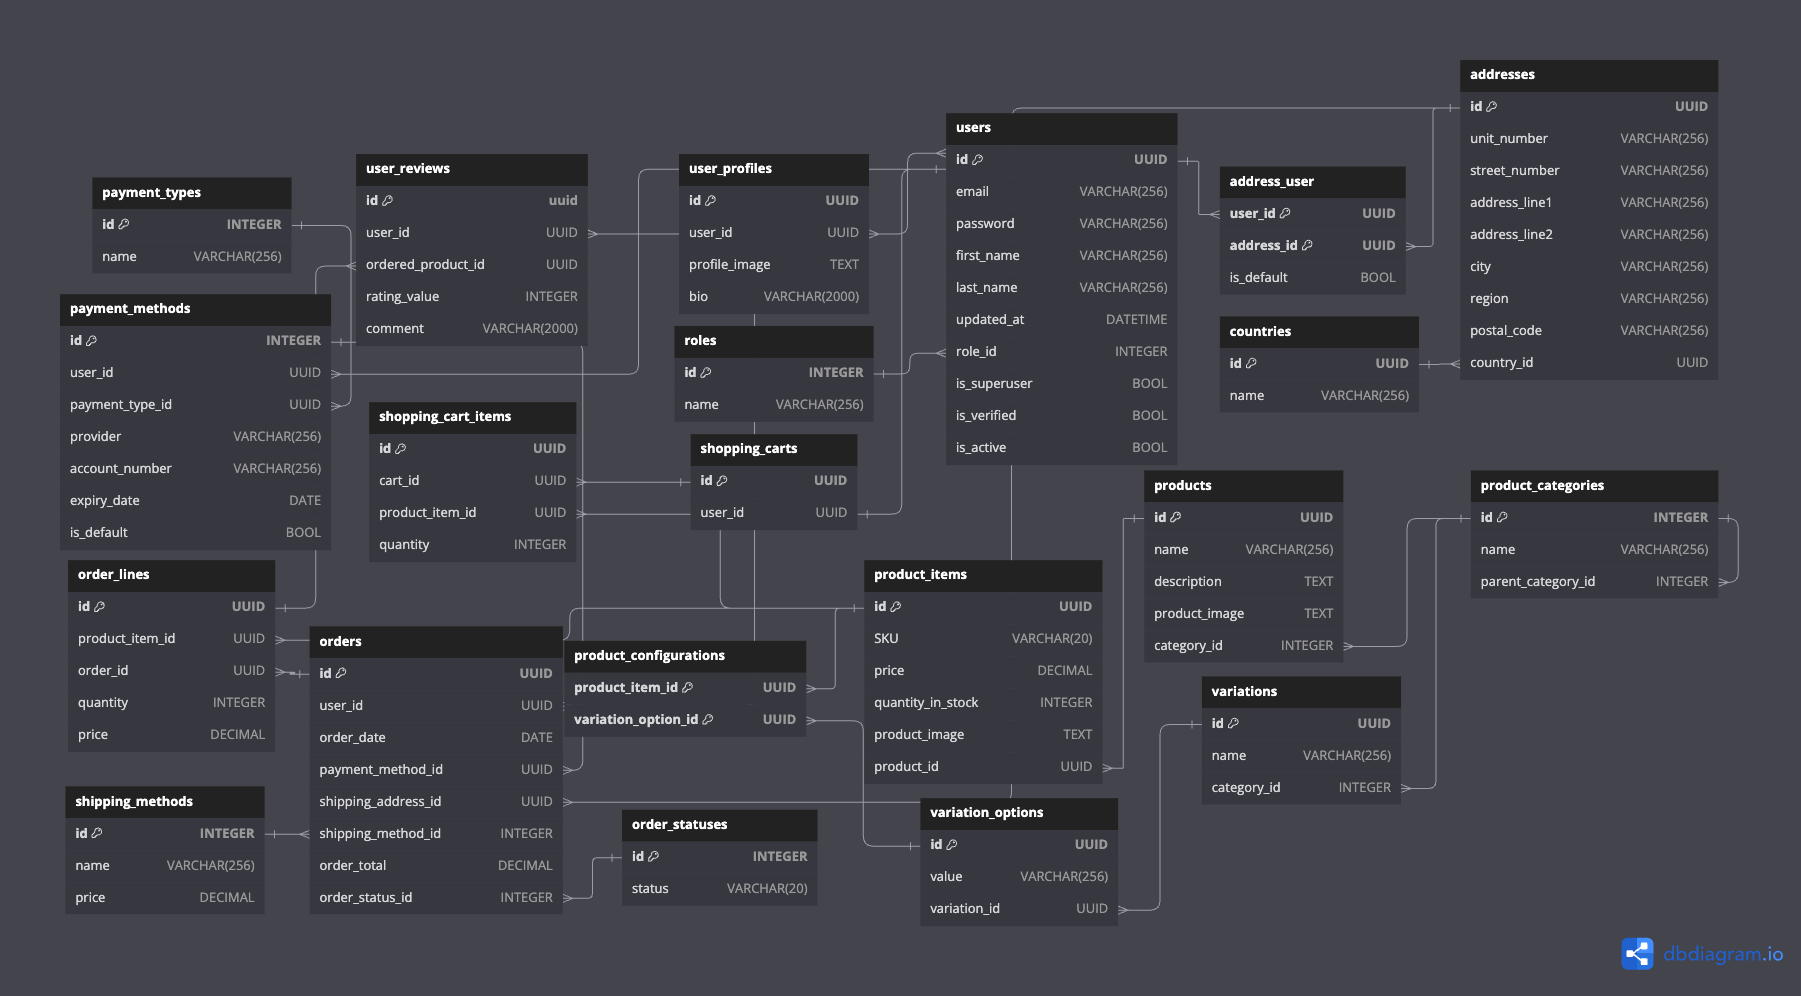 addresses
id UUID
unit_number VARCHAR(256)
street_number VARCHAR(256)
address_line1 VARCHAR(256)
address_line2 VARCHAR(256)
city VARCHAR(256)
region VARCHAR(256)
postal_code VARCHAR(256)
country_id UUID
users
id UUID
email VARCHAR(256)
password VARCHAR(256)
first_name VARCHAR(256)
last_name VARCHAR(256)
updated_at DATETIME
role_id INTEGER
is_superuser BOOL
is_verified BOOL
is_active BOOL
address_user
user_id UUID
address_id UUID
is_default BOOL
countries
id UUID
name VARCHAR(256)
user_reviews
id uuid
user_id UUID
ordered_product_id UUID
rating_value INTEGER
comment VARCHAR(2000)
user_profiles
id UUID
user_id UUID
profile_image TEXT
bio VARCHAR(2000)
payment_types
id INTEGER
name VARCHAR(256)
payment_methods
id INTEGER
user_id UUID
payment_type_id UUID
provider VARCHAR(256)
account_number VARCHAR(256)
expiry_date DATE
is_default BOOL
roles
id INTEGER
name VARCHAR(256)
shopping_cart_items
id UUID
cart_id UUID
product_item_id UUID
quantity INTEGER
shopping_carts
id UUID
user_id UUID
products
id UUID
name VARCHAR(256)
description TEXT
product_image TEXT
category_id INTEGER
product_categories
id INTEGER
name VARCHAR(256)
parent_category_id INTEGER
order_lines
id UUID
product_item_id UUID
order_id UUID
quantity INTEGER
price DECIMAL
orders
id UUID
user_id UUID
order_date DATE
payment_method_id UUID
shipping_address_id UUID
shipping_method_id INTEGER
order_total DECIMAL
order_status_id INTEGER
product_configurations
product_item_id UUID
variation_option_id UUID
product_items
id UUID
SKU VARCHAR(20)
price DECIMAL
quantity_in_stock INTEGER
product_image TEXT
product_id UUID
variations
id UUID
name VARCHAR(256)
category_id INTEGER
shipping_methods
id INTEGER
name VARCHAR(256)
price DECIMAL
order_statuses
id INTEGER
status VARCHAR(20)
variation_options
id UUID
value VARCHAR(256)
variation_id UUID
dbdiagram.io